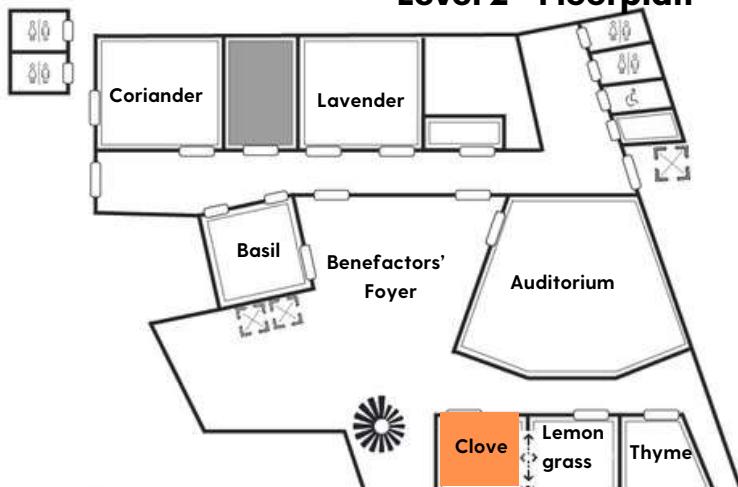 Level 2 - Floorplan
Coriander
Lavender
Basil
Benefactors'
Foyer
Auditorium
Clove
Lemon
grass
Thyme